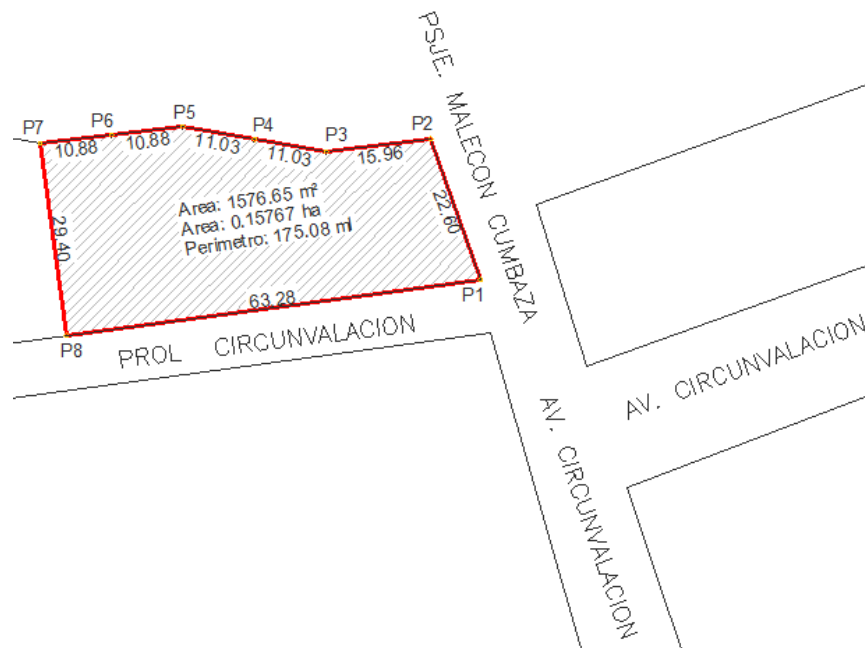 PSJE. MALECON CUMBAZA
P7
P6
P5
P4
P3
P2
10.88
10.88
11.03
11.03
15.96
22.60
29.40
Area: 1576.65 m²
Area: 0.15767 ha
Perimetro: 175.08 ml
63.28
P1
P8
PROL CIRCUNVALACION
AV. CIRCUNVALACION
AV. CIRCUNVALACION